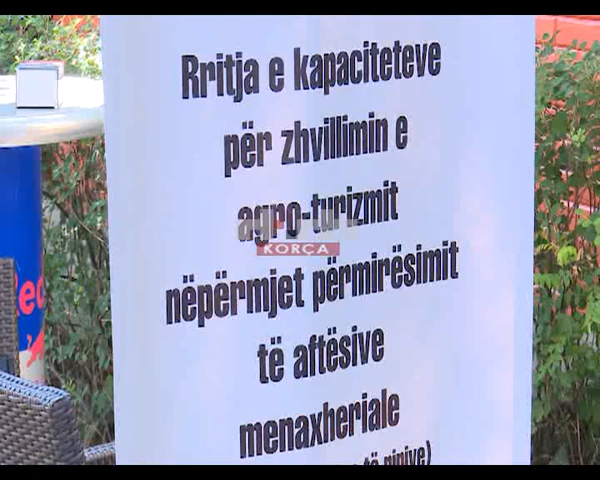 Rritja e kapaciteteve
për zhvillimin e
agro-turizmit
KORÇA
nëpërmjet përmirësimit
të aftësive
menaxheriale